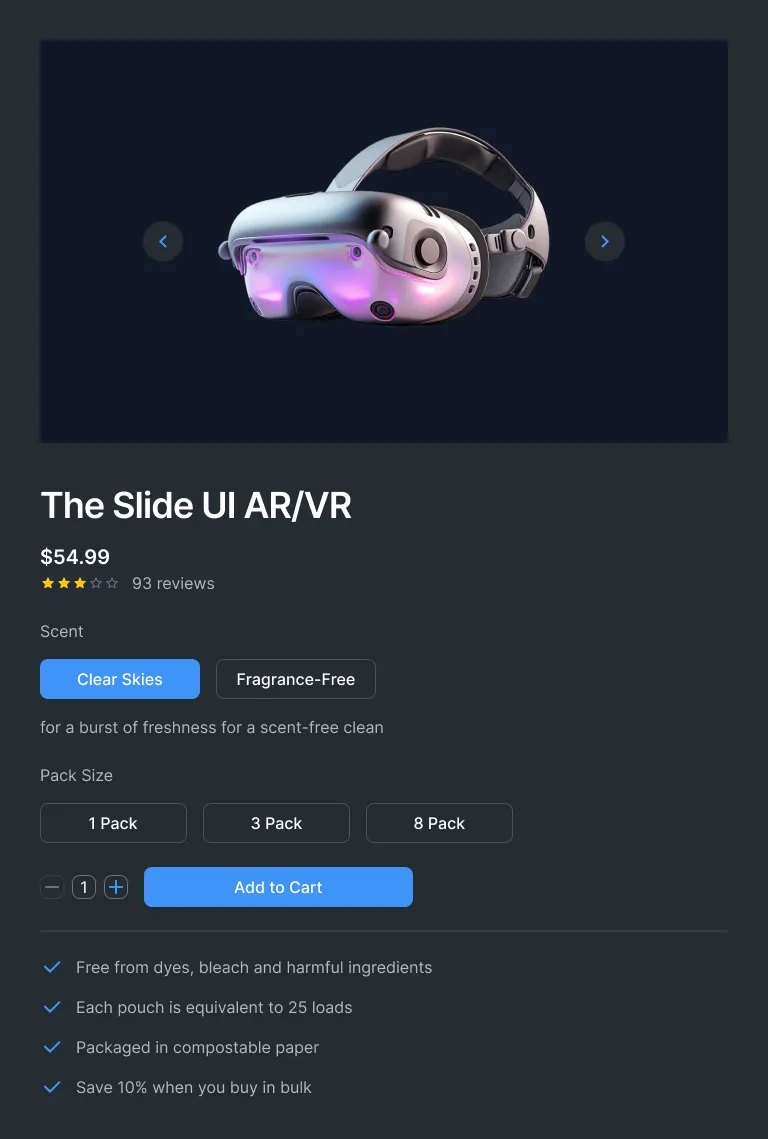 The Slide UI AR/VR
$54.99
93 reviews
Scent
Clear Skies Fragrance-Free
for a burst of freshness for a scent-free clean
Pack Size
1 Pack 3 Pack 8 Pack
1 Add to Cart
Free from dyes, bleach and harmful ingredients
Each pouch is equivalent to 25 loads
Packaged in compostable paper
Save 10% when you buy in bulk